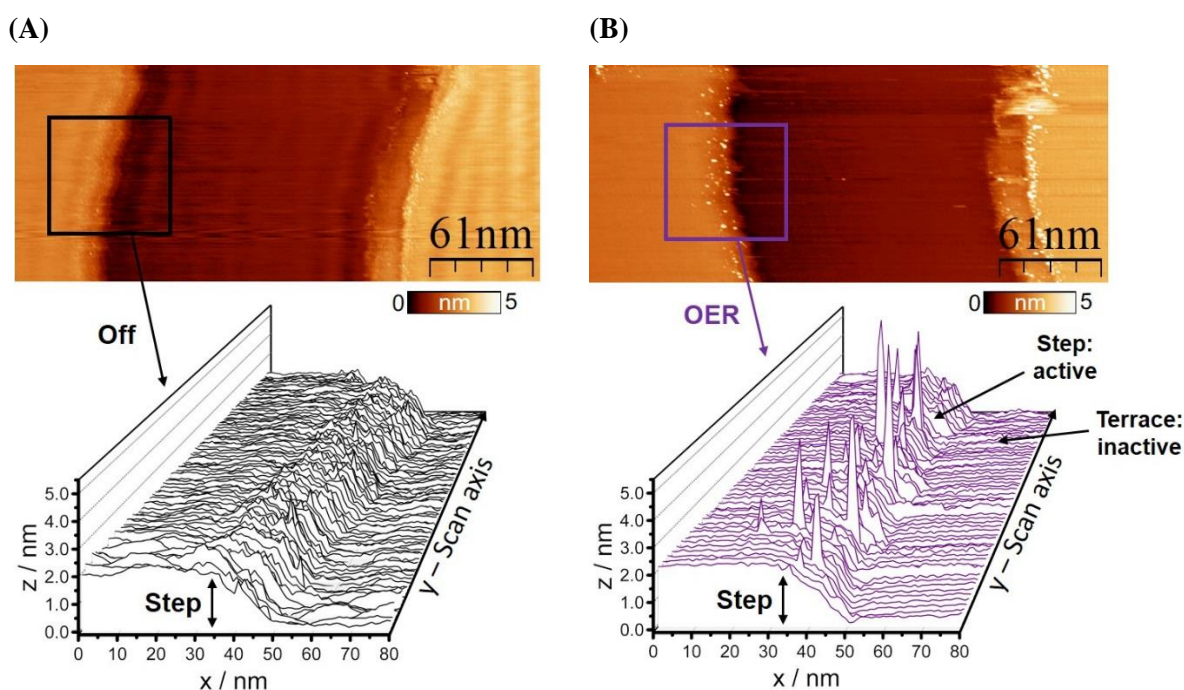 (A)
(B)
61nm
0 nm 5
Off
5.0
4.0
3.0
2.0
1.0
0.0
z / nm
Step
y – Scan axis
0 10 20 30 40 50 60 70 80
x / nm
61nm
0 nm 5
OER
Step:
active
Terrace:
inactive
5.0
4.0
3.0
2.0
1.0
0.0
z / nm
Step
y – Scan axis
0 10 20 30 40 50 60 70 80
x / nm